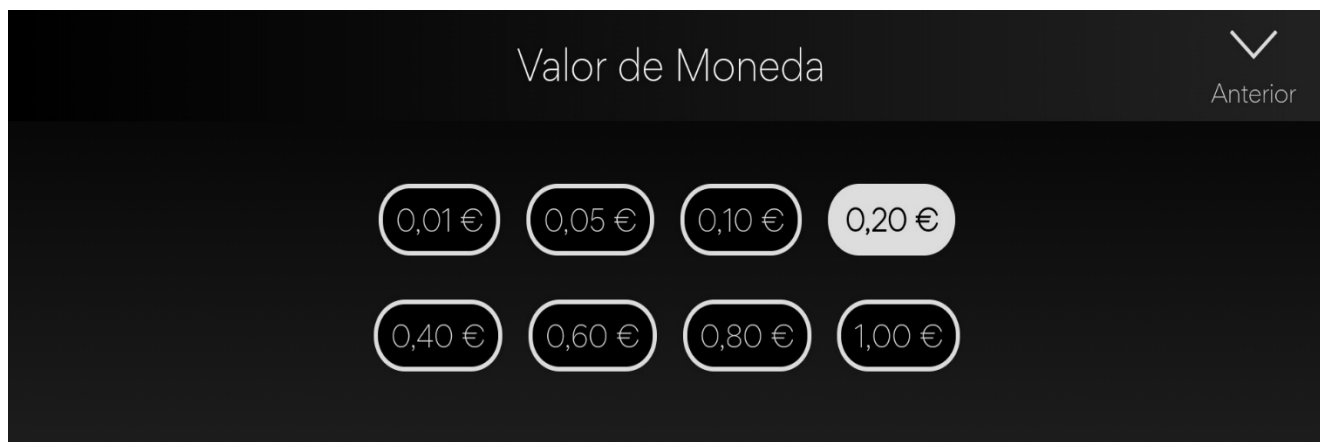 Valor de Moneda
Anterior
0,01 € 0,05 € 0,10 € 0,20 €
0,40 € 0,60 € 0,80 € 1,00 €